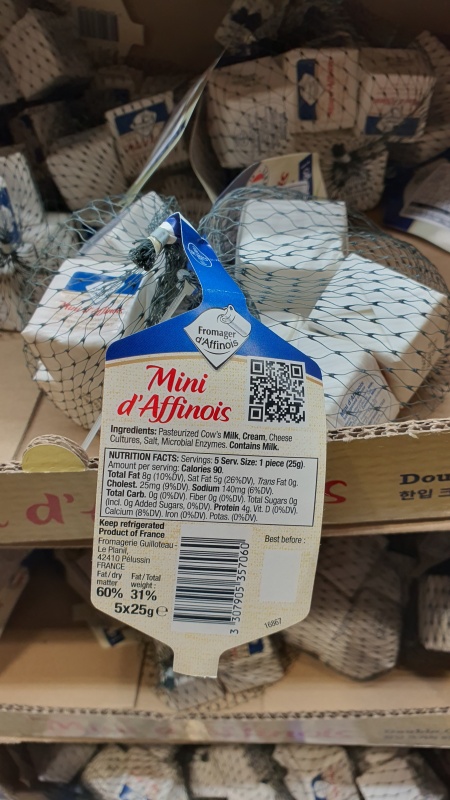 Fromager
d'Affinois
Mini
d'Affinois
Ingredients: Pasteurized Cow's Milk, Cream, Cheese
Cultures, Salt, Microbial Enzymes. Contains Milk.
NUTRITION FACTS: Servings: 5 Serv. Size: 1 piece (25g).
Amount per serving: Calories 90.
Total Fat 8g (10%DV), Sat Fat 5g (26%DV), Trans Fat 0g.
Cholest. 25mg (9%DV). Sodium 140mg (6%DV).
Total Carb. 0g (0%DV). Fiber 0g (0%DV). Total Sugars 0g
(Incl. 0g Added Sugars, 0%DV). Protein 4g. Vit. D (0%DV).
Calcium (8%DV). Iron (0%DV). Potas. (0%DV).
Keep refrigerated
Product of France
Fromagerie Guilloteau -
Le Planil,
42410 Pélussin
FRANCE
Fat/dry matter
60%
Fat/Total weight:
31%
5x25g e
Best before :
3 307905 357060
16867
Dou
한입 크
d'
s